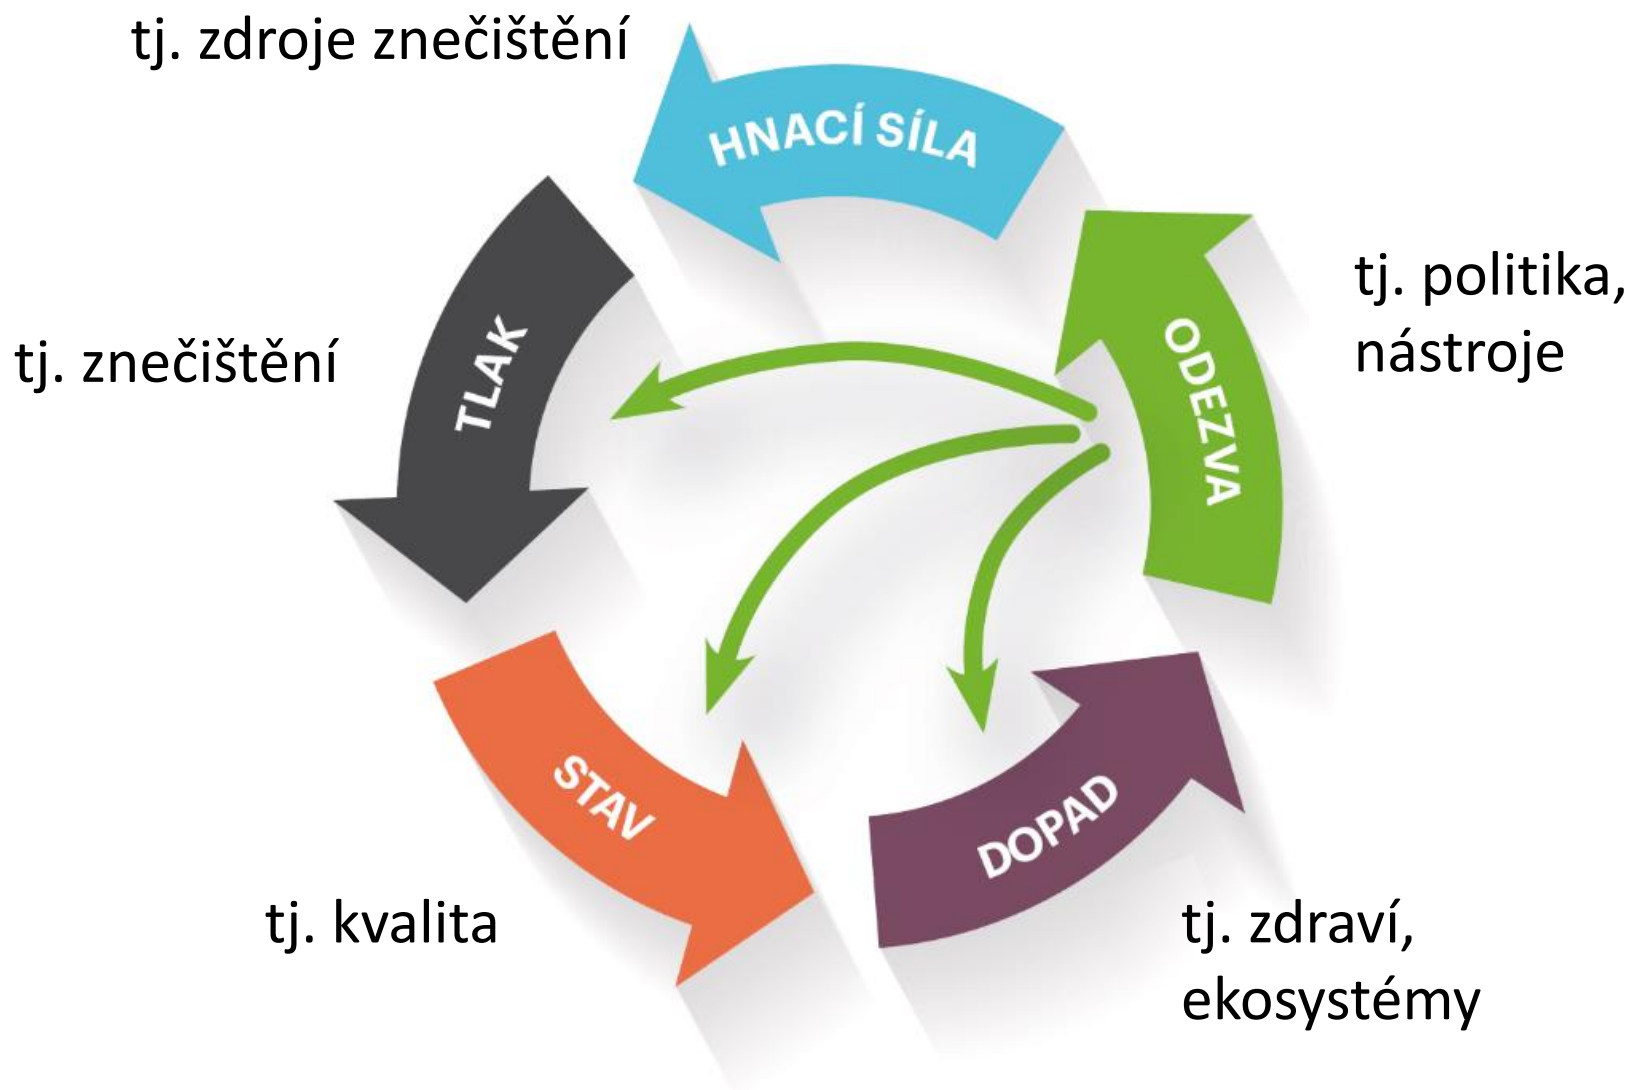 tj. zdroje znečištění
HNACÍ SÍLA
tj. politika,
nástroje
ODEZVA
TLAK
tj. znečištění
STAV
tj. kvalita
DOPAD
tj. zdraví,
ekosystémy